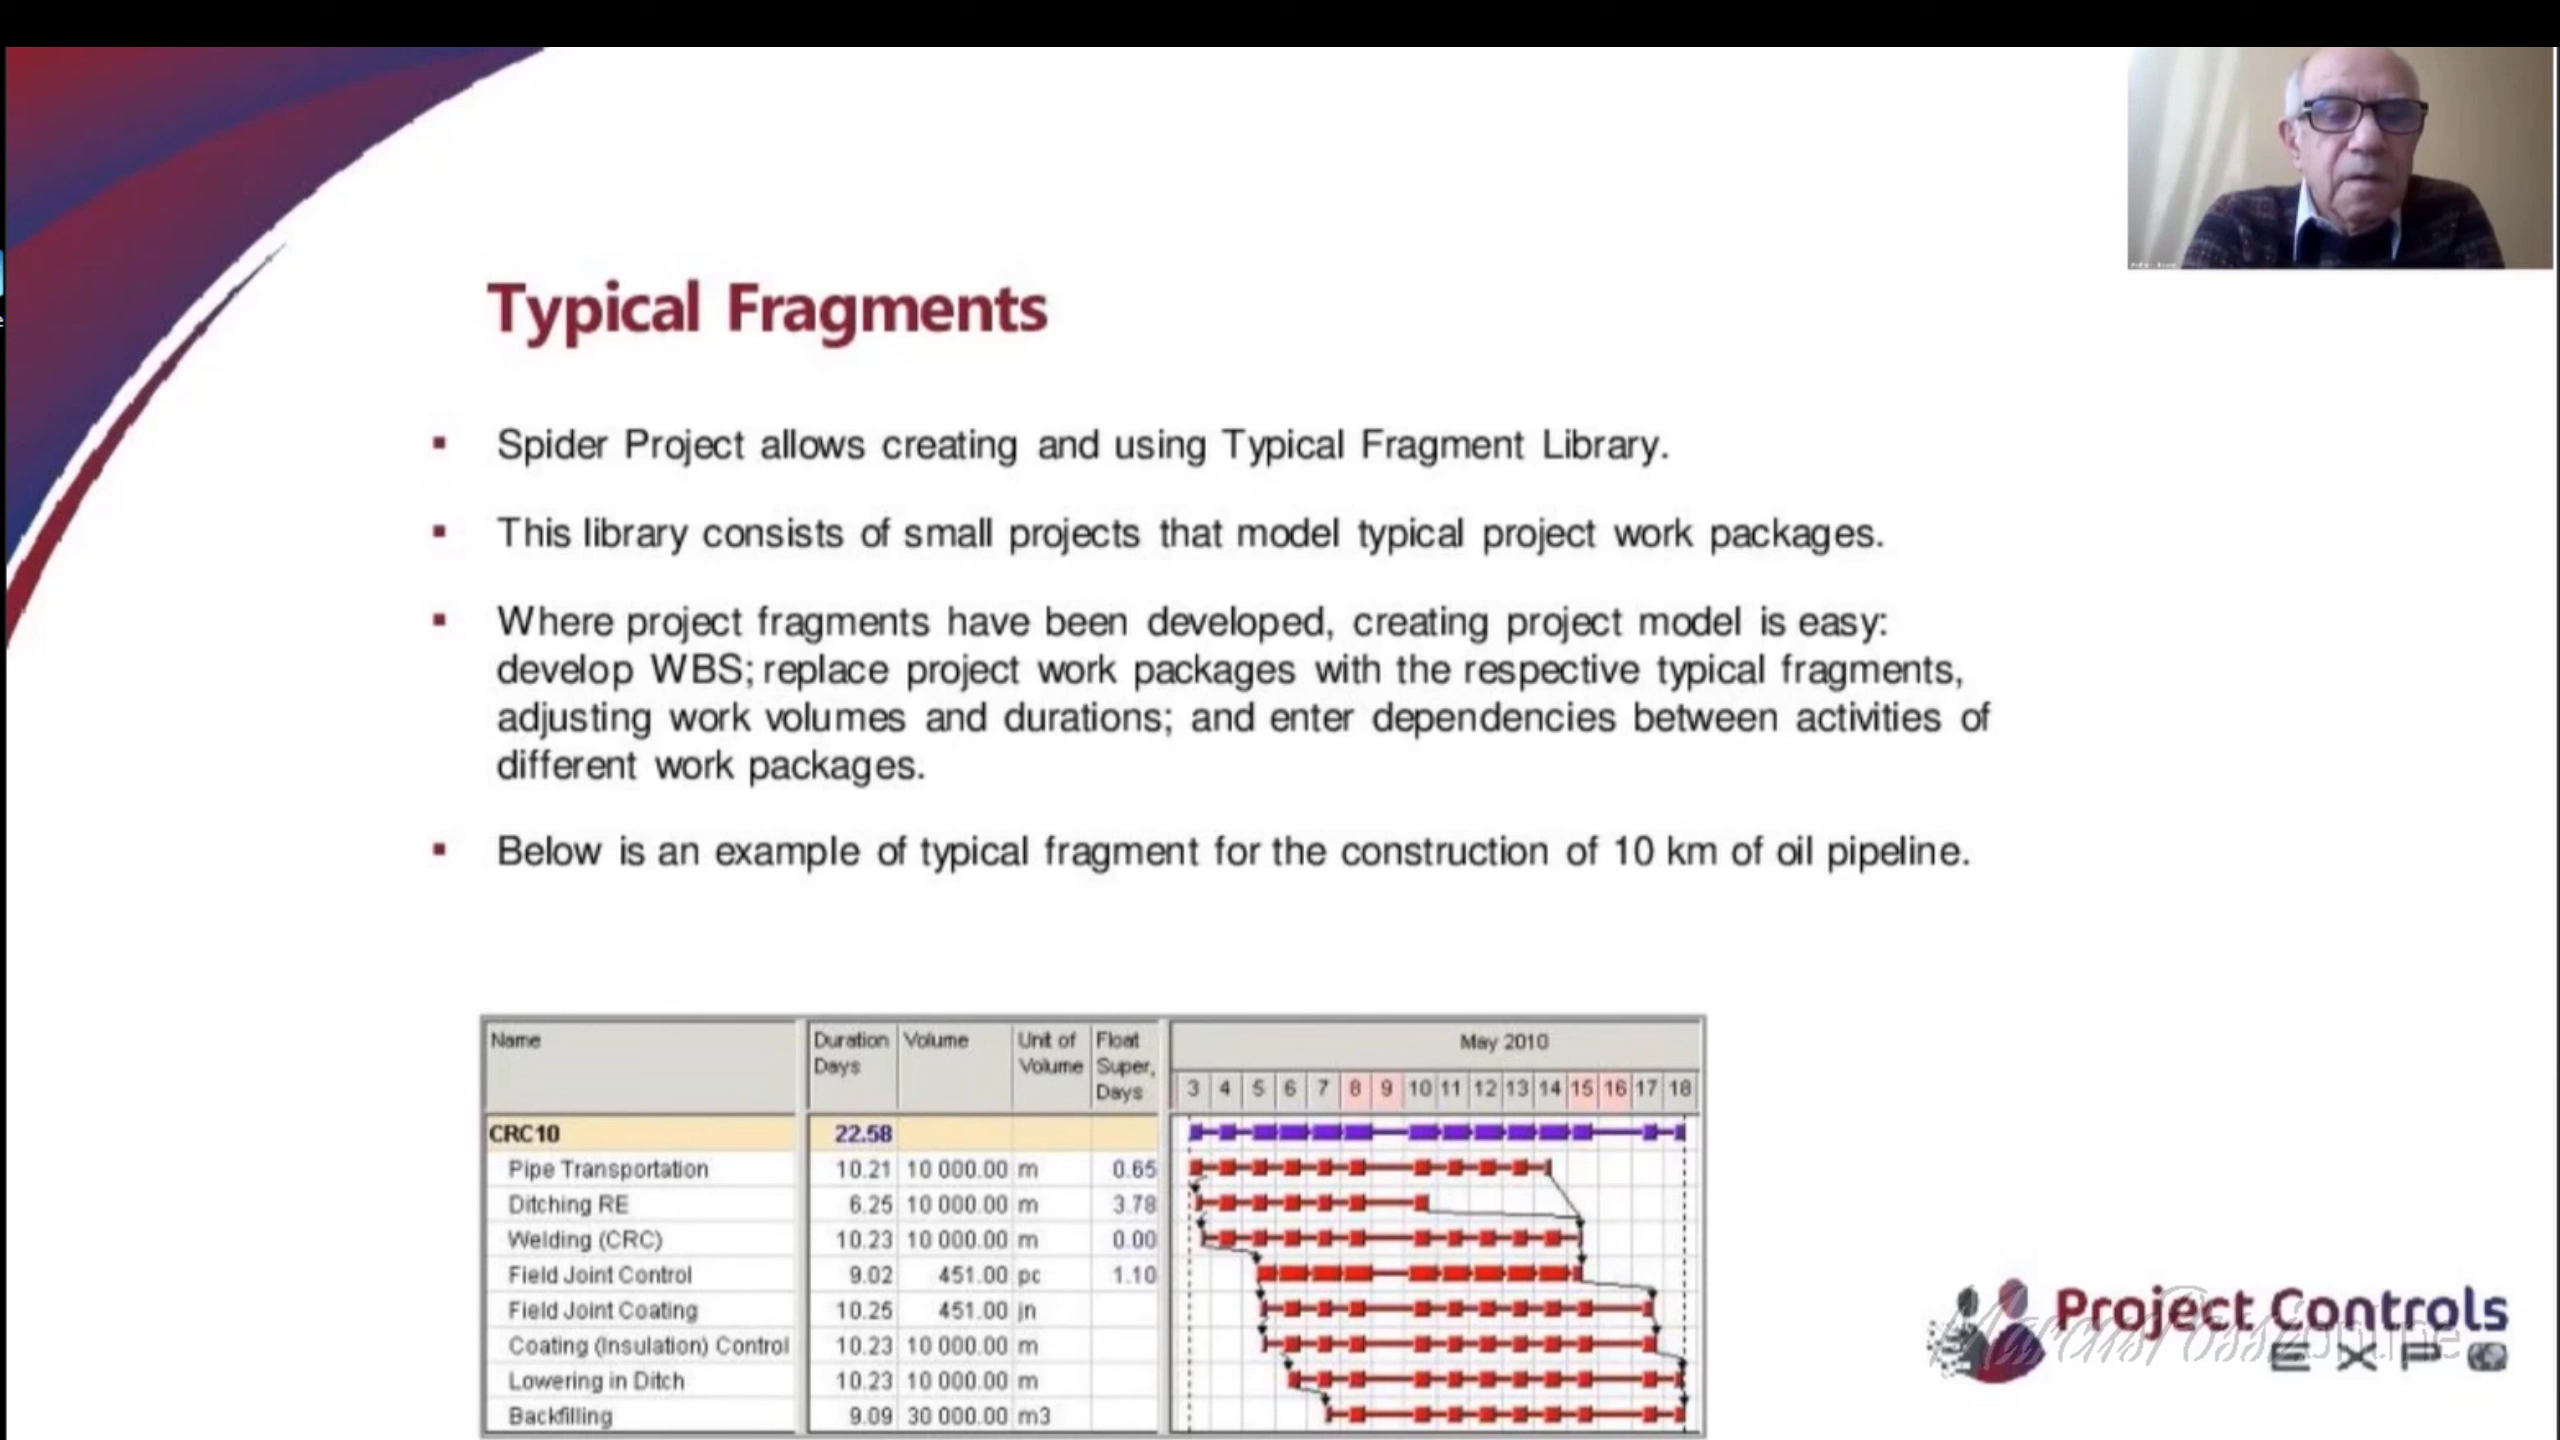 Typical Fragments
Spider Project allows creating and using Typical Fragment Library.
This library consists of small projects that model typical project work packages.
Where project fragments have been developed, creating project model is easy:
develop WBS; replace project work packages with the respective typical fragments,
adjusting work volumes and durations; and enter dependencies between activities of
different work packages.
Below is an example of typical fragment for the construction of 10 km of oil pipeline.
Name Duration Days Volume Unit of Volume Float Super, Days May 2010
3 4 5 6 7 8 9 10 11 12 13 14 15 16 17 18
CRC10 22.58
Pipe Transportation 10.21 10 000.00 m 0.65
Ditching RE 6.25 10 000.00 m 3.78
Welding (CRC) 10.23 10 000.00 m 0.00
Field Joint Control 9.02 451.00 pc 1.10
Field Joint Coating 10.25 451.00 jn
Coating (Insulation) Control 10.23 10 000.00 m
Lowering in Ditch 10.23 10 000.00 m
Backfilling 9.09 30 000.00 m3
Project Controls
EXPO